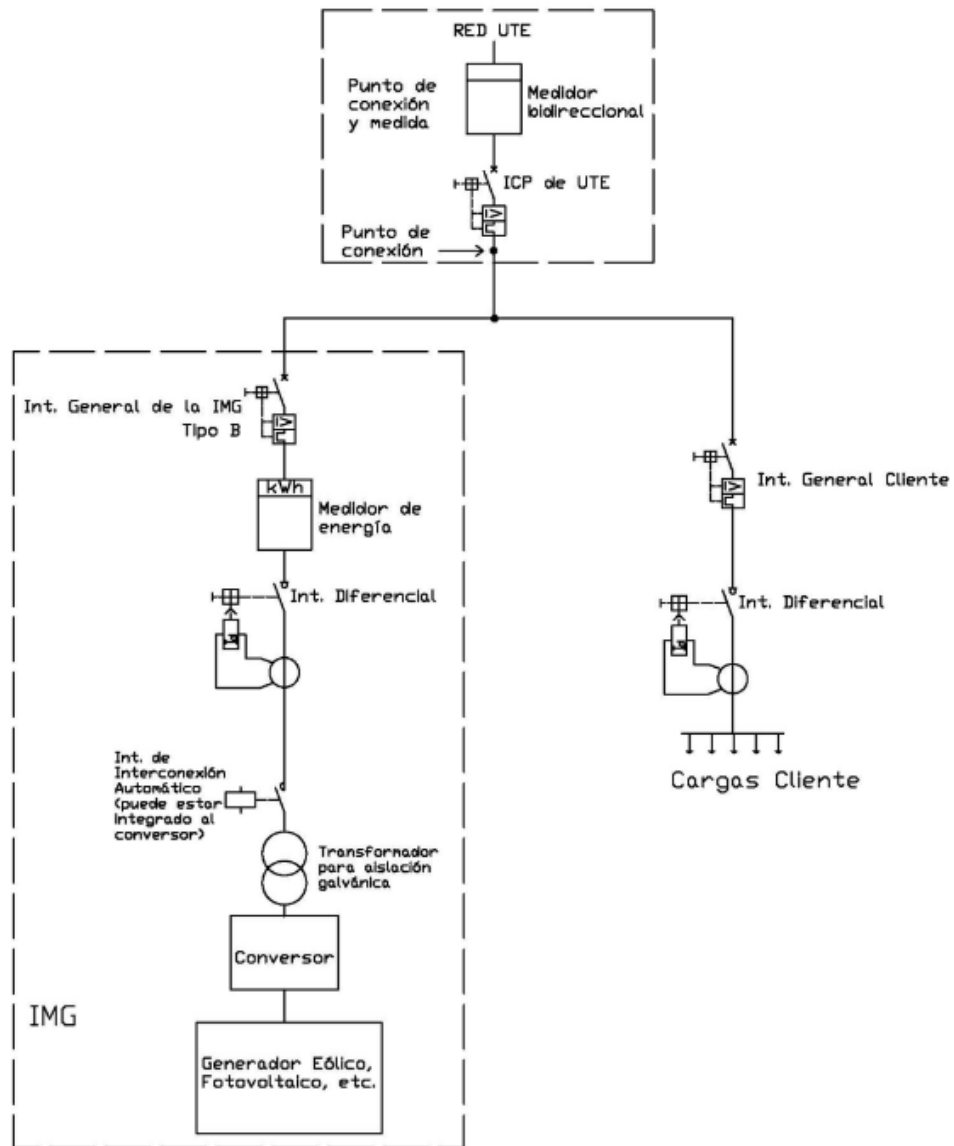 RED UTE
Punto de
conexión
y medida
Medidor
bidireccional
ICP de UTE
Punto de
conexión
Int. General de la IMG
Tipo B
kWh
Medidor de
energía
Int. Diferencial
Int. de
Interconexión
Automático
(puede estar
Integrado al
conversor)
Transformador
para aislación
galvánica
Conversor
IMG
Generador Eólico,
Fotovoltaico, etc.
Int. General Cliente
Int. Diferencial
Cargas Cliente